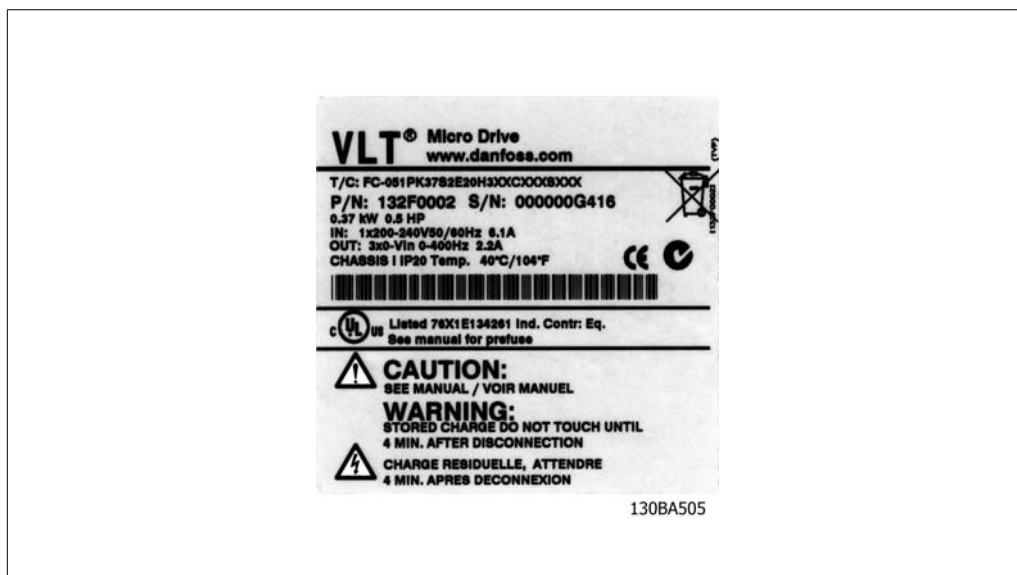 VLT® Micro Drive
www.danfoss.com
T/C: FC-051PK37S2E20H3XXCXXXSXXX
P/N: 132F0002 S/N: 000000G416
0.37 kW 0.5 HP
IN: 1x200-240V50/60Hz 6.1A
OUT: 3x0-Vin 0-400Hz 2.2A
CHASSIS I IP20 Temp. 40°C/104°F
CE
C UL US Listed 76X1E134261 Ind. Contr: Eq.
See manual for prefuse
CAUTION:
SEE MANUAL / VOIR MANUEL
WARNING:
STORED CHARGE DO NOT TOUCH UNTIL
4 MIN. AFTER DISCONNECTION
CHARGE RESIDUELLE, ATTENDRE
4 MIN. APRES DECONNEXION
130BA505